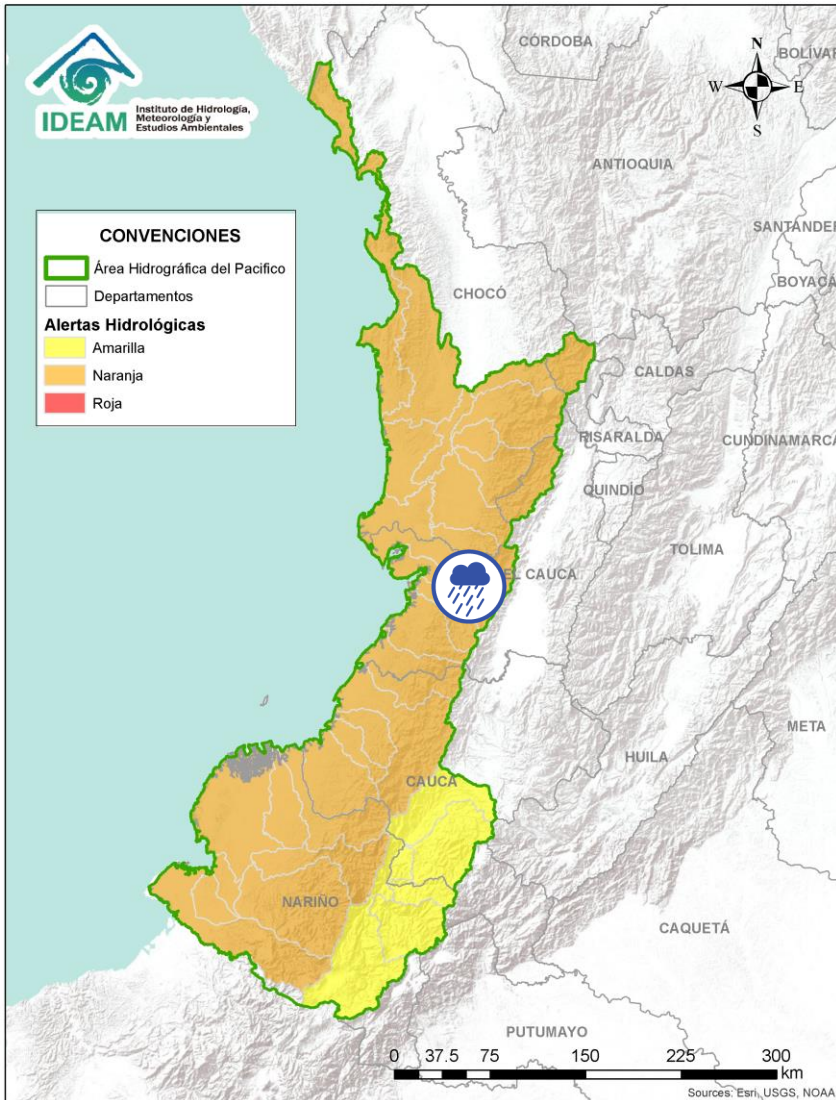 CÓRDOBA
BOLÍVAR
N
W
E
S
IDEAM
Instituto de Hidrología,
Meteorología y
Estudios Ambientales
ANTIOQUIA
SANTANDER
CONVENCIONES
Área Hidrográfica del Pacifico
Departamentos
Alertas Hidrológicas
Amarilla
Naranja
Roja
BOYACÁ
CHOCÓ
CALDAS
RISARALDA
CUNDINAMARCA
QUINDÍO
TOLIMA
EL CAUCA
META
HUILA
CAUCA
NARIÑO
CAQUETÁ
PUTUMAYO
0 37.5 75 150 225 300
km
Sources: Esri, USGS, NOAA